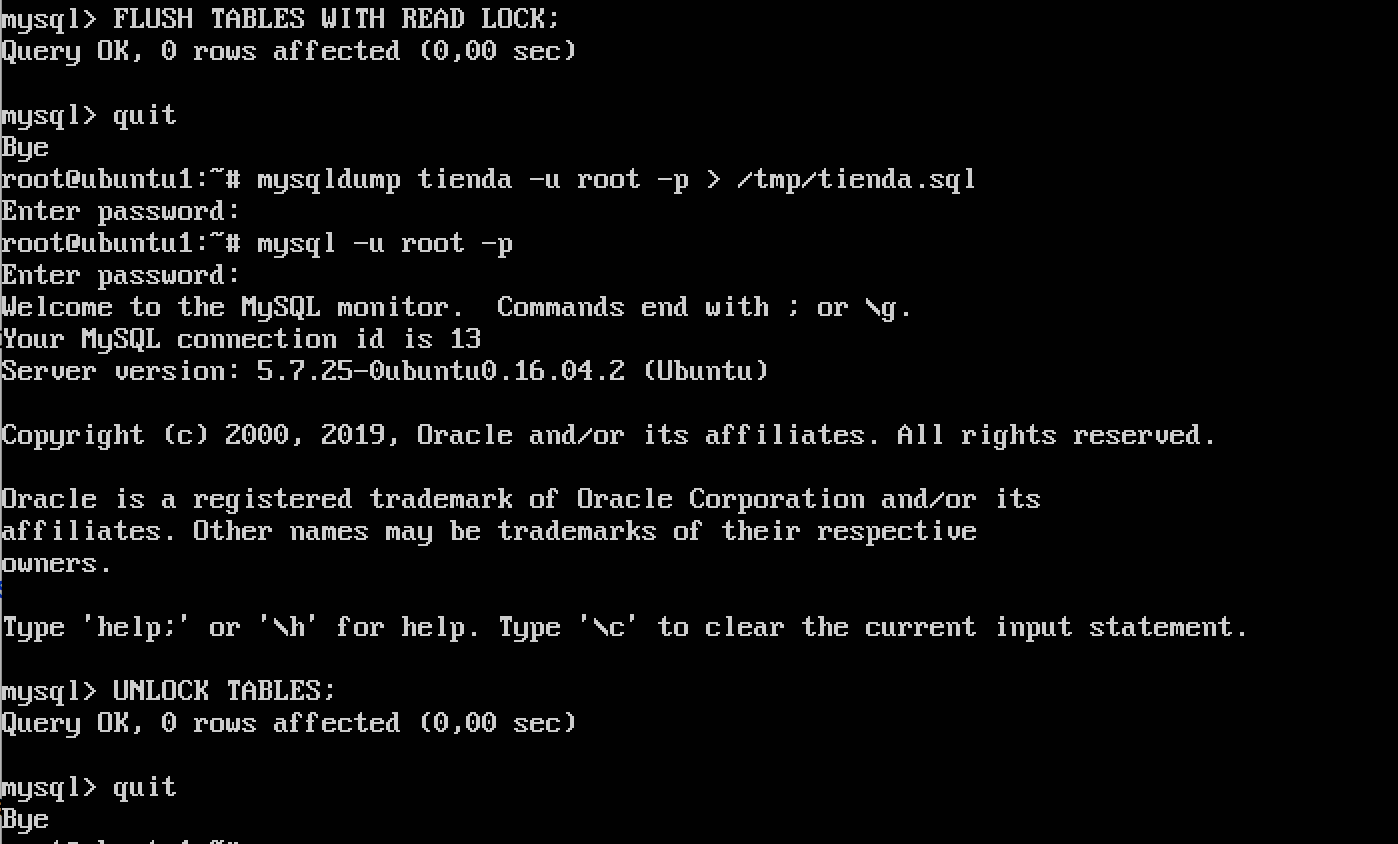 mysql> FLUSH TABLES WITH READ LOCK;
Query OK, 0 rows affected (0,00 sec)
mysql> quit
Bye
root@ubuntu1:~# mysqldump tienda -u root -p > /tmp/tienda.sql
Enter password:
root@ubuntu1:~# mysql -u root -p
Enter password:
Welcome to the MySQL monitor.  Commands end with ; or \g.
Your MySQL connection id is 13
Server version: 5.7.25-0ubuntu0.16.04.2 (Ubuntu)
Copyright (c) 2000, 2019, Oracle and/or its affiliates. All rights reserved.
Oracle is a registered trademark of Oracle Corporation and/or its
affiliates. Other names may be trademarks of their respective
owners.
Type 'help;' or '\h' for help. Type '\c' to clear the current input statement.
mysql> UNLOCK TABLES;
Query OK, 0 rows affected (0,00 sec)
mysql> quit
Bye